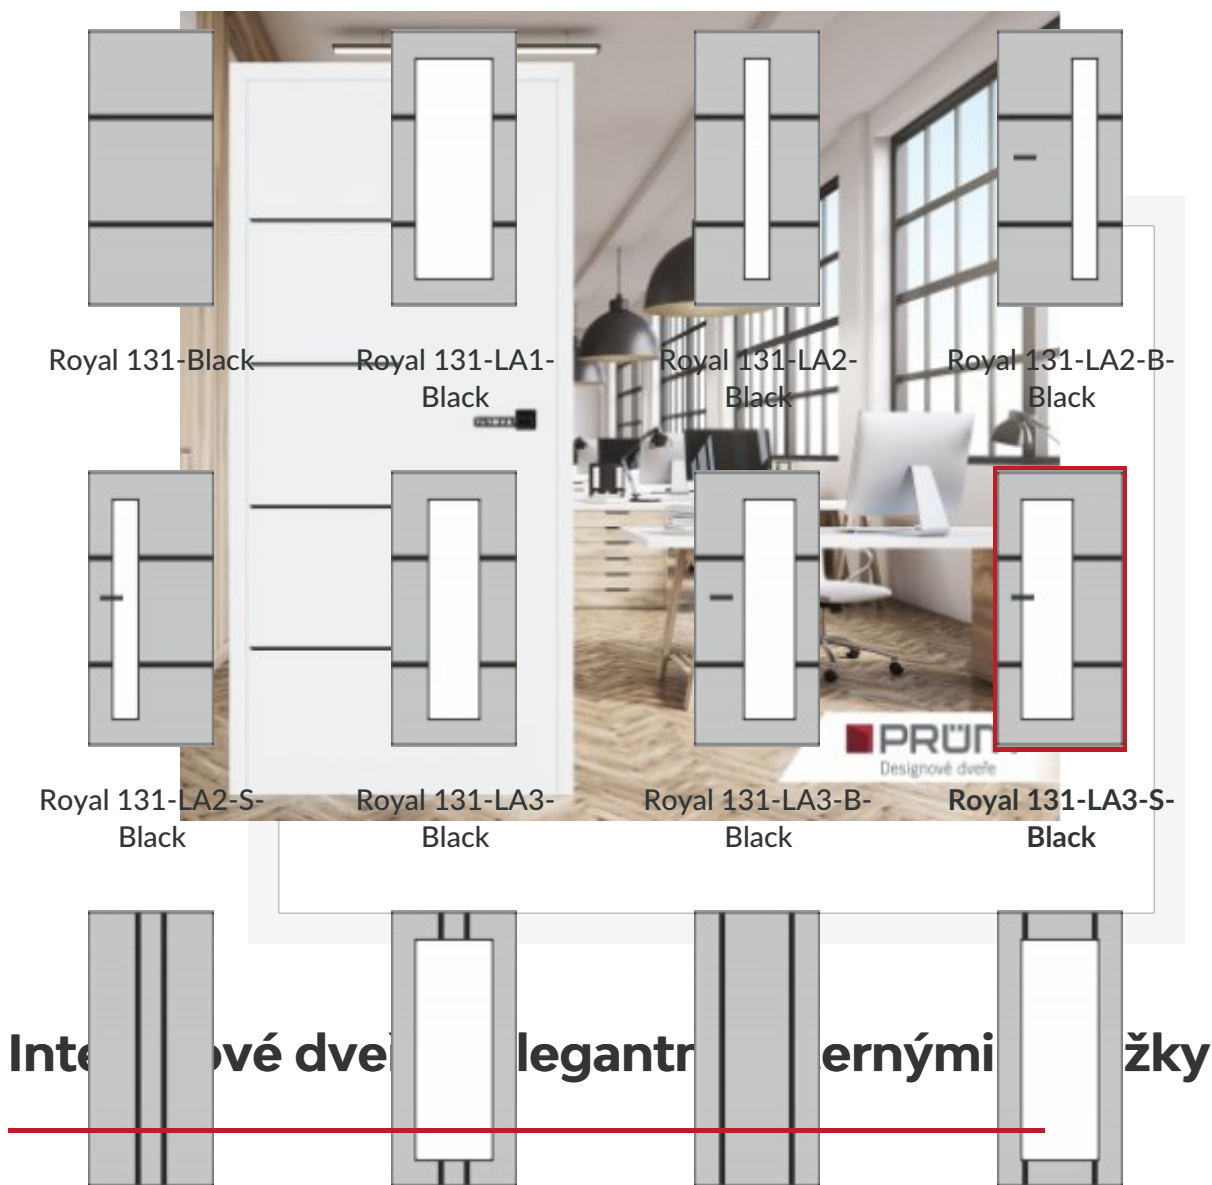 Royal 131-Black
Royal 131-LA1-
Black
Royal 131-LA2-
Black
Royal 131-LA2-B-
Black
PRÜM
Designové dveře
Royal 131-LA2-S-
Black
Royal 131-LA3-
Black
Royal 131-LA3-B-
Black
Royal 131-LA3-S-
Black